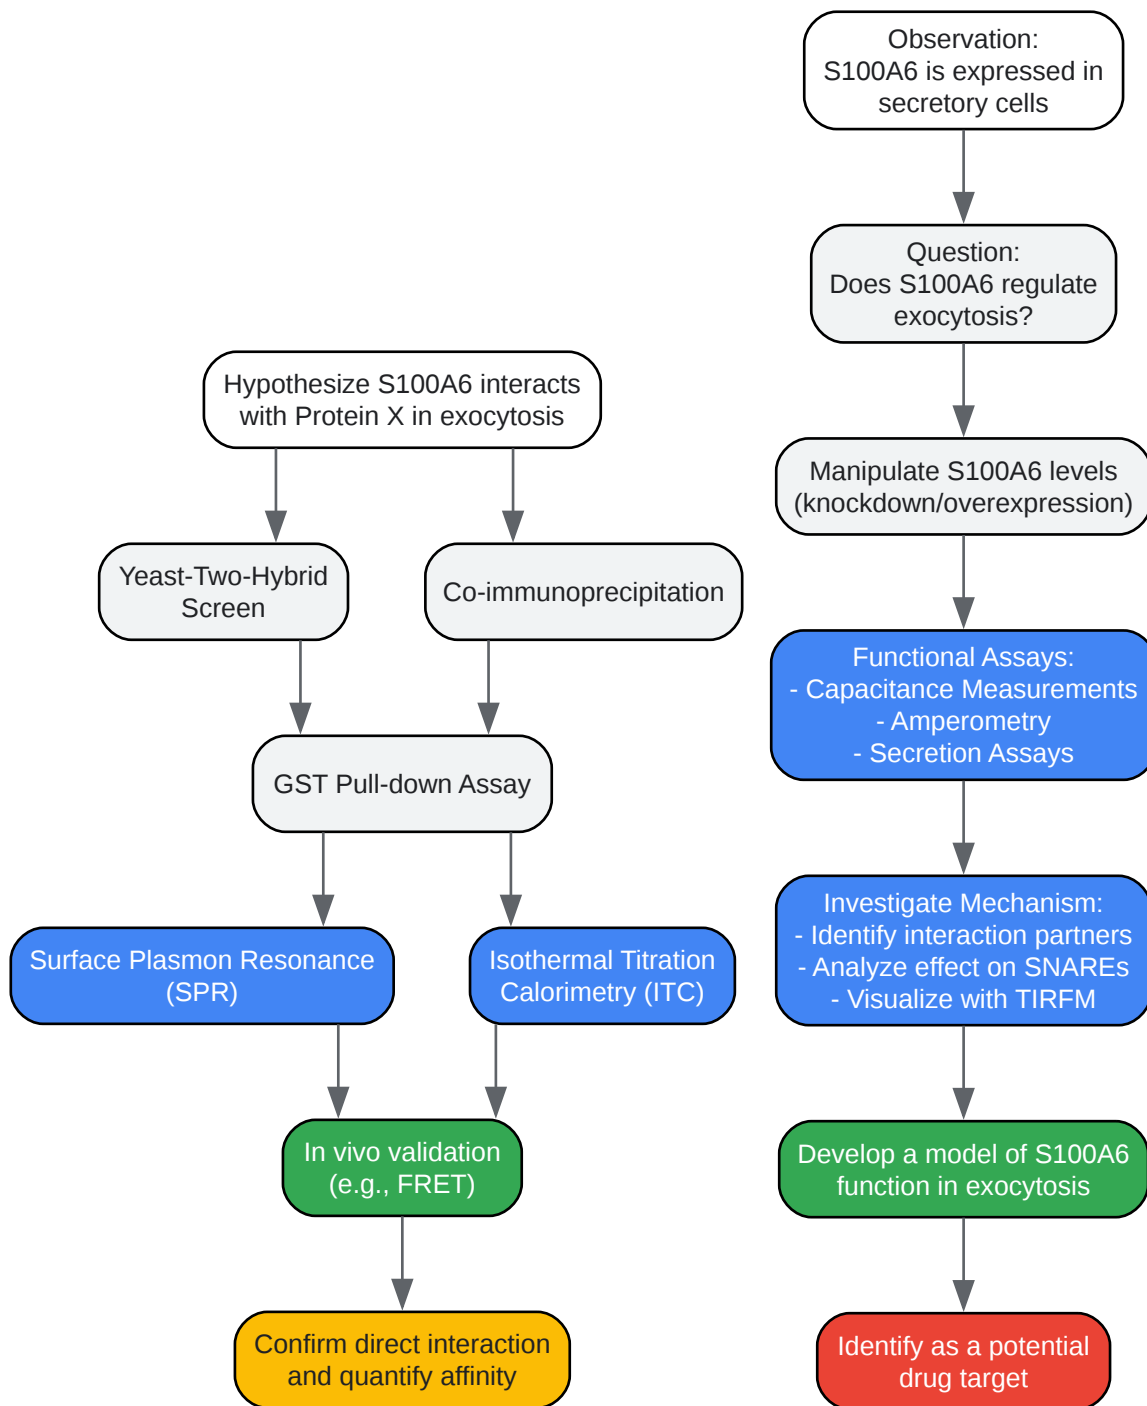 Observation:
S100A6 is expressed in
secretory cells
Question:
Does S100A6 regulate
exocytosis?
Hypothesize S100A6 interacts
with Protein X in exocytosis
Manipulate S100A6 levels
(knockdown/overexpression)
Yeast-Two-Hybrid
Screen
Co-immunoprecipitation
Functional Assays:
- Capacitance Measurements
- Amperometry
- Secretion Assays
GST Pull-down Assay
Surface Plasmon Resonance
(SPR)
Isothermal Titration
Calorimetry (ITC)
Investigate Mechanism:
- Identify interaction partners
- Analyze effect on SNAREs
- Visualize with TIRFM
In vivo validation
(e.g., FRET)
Develop a model of S100A6
function in exocytosis
Confirm direct interaction
and quantify affinity
Identify as a potential
drug target